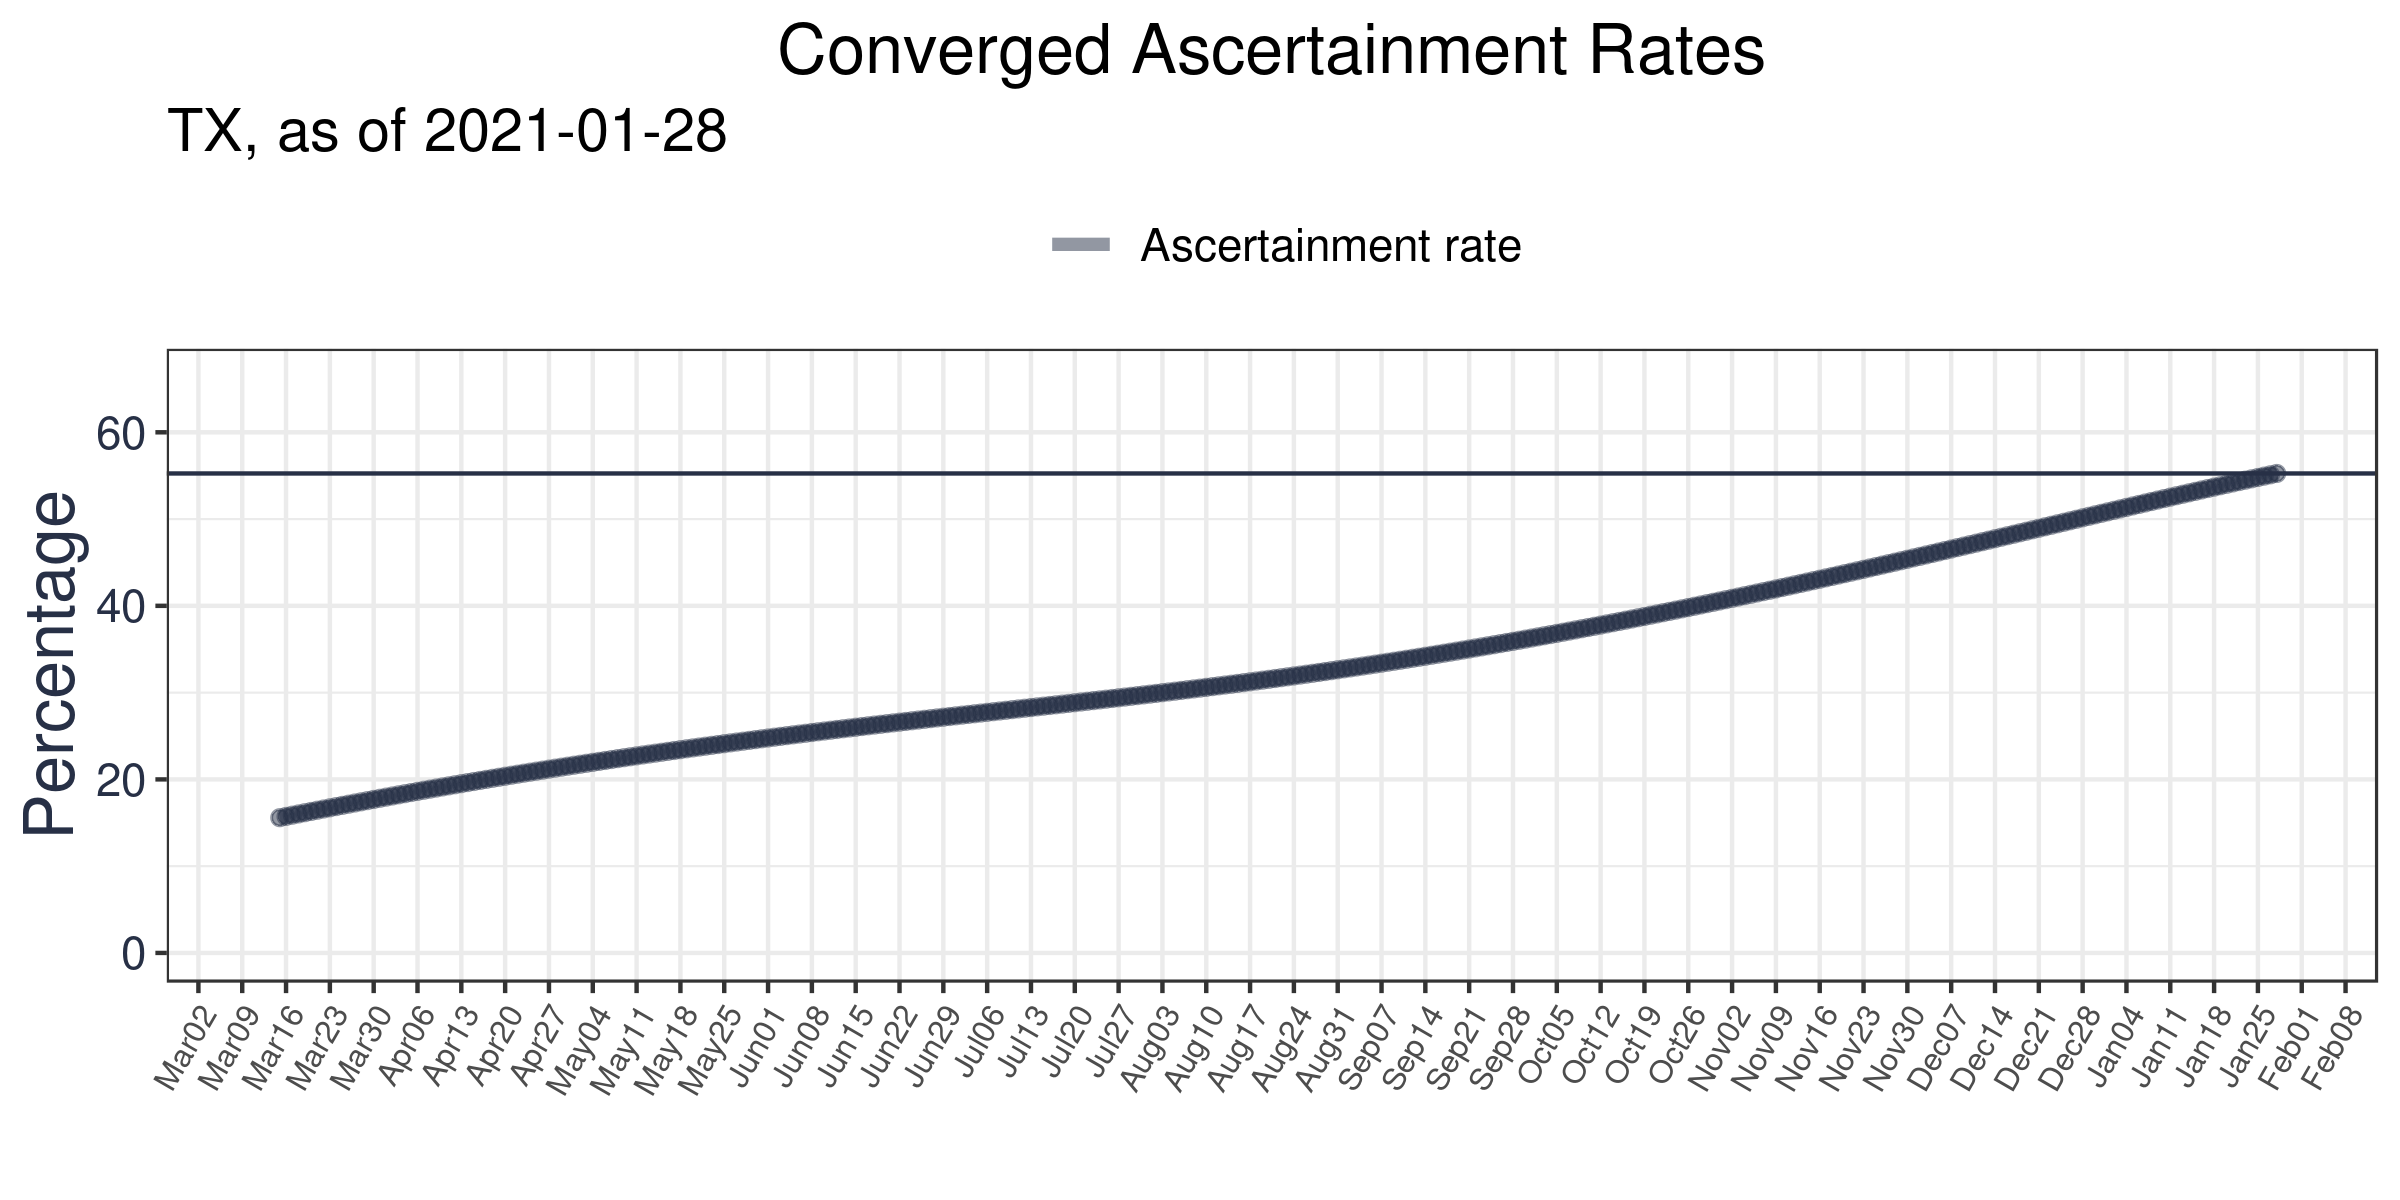 Converged Ascertainment Rates
TX, as of 2021-01-28
Ascertainment rate
Percentage
60
40
20
0
Mar02 Mar09 Mar16 Mar23 Mar30 Apr06 Apr13 Apr20 Apr27 May04 May11 May18 May25 Jun01 Jun08 Jun15 Jun22 Jun29 Jul06 Jul13 Jul20 Jul27 Aug03 Aug10 Aug17 Aug24 Aug31 Sep07 Sep14 Sep21 Sep28 Oct05 Oct12 Oct19 Oct26 Nov02 Nov09 Nov16 Nov23 Nov30 Dec07 Dec14 Dec21 Dec28 Jan04 Jan11 Jan18 Jan25 Feb01 Feb08